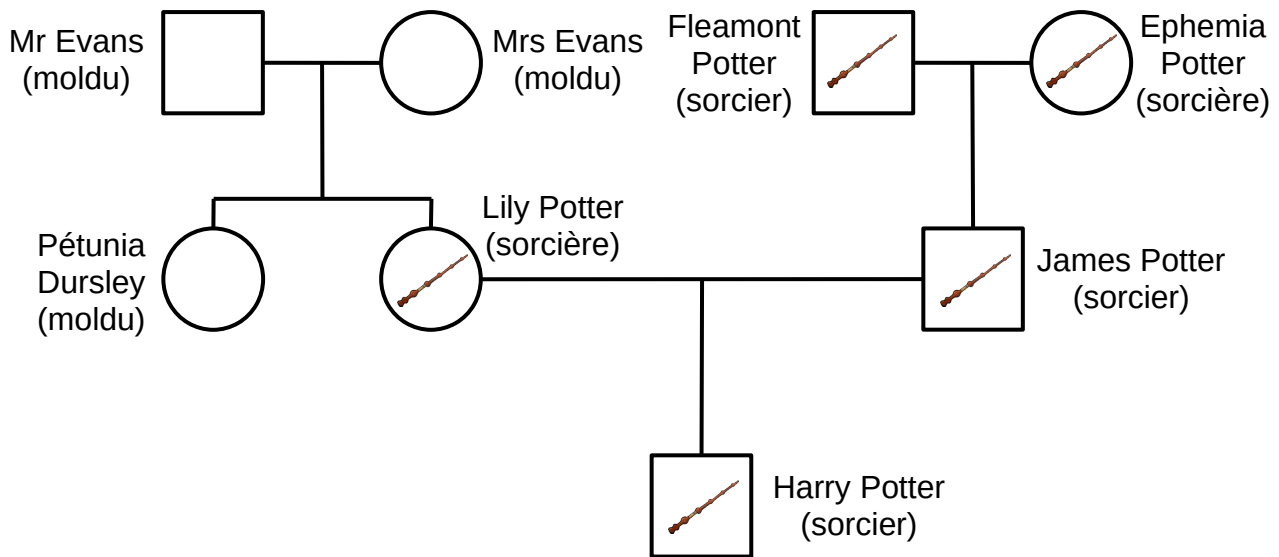 Mr Evans
(moldu)
Mrs Evans
(moldu)
Fleamont
Potter
(sorcier)
Ephemia
Potter
(sorcière)
Pétunia
Dursley
(moldu)
Lily Potter
(sorcière)
James Potter
(sorcier)
Harry Potter
(sorcier)